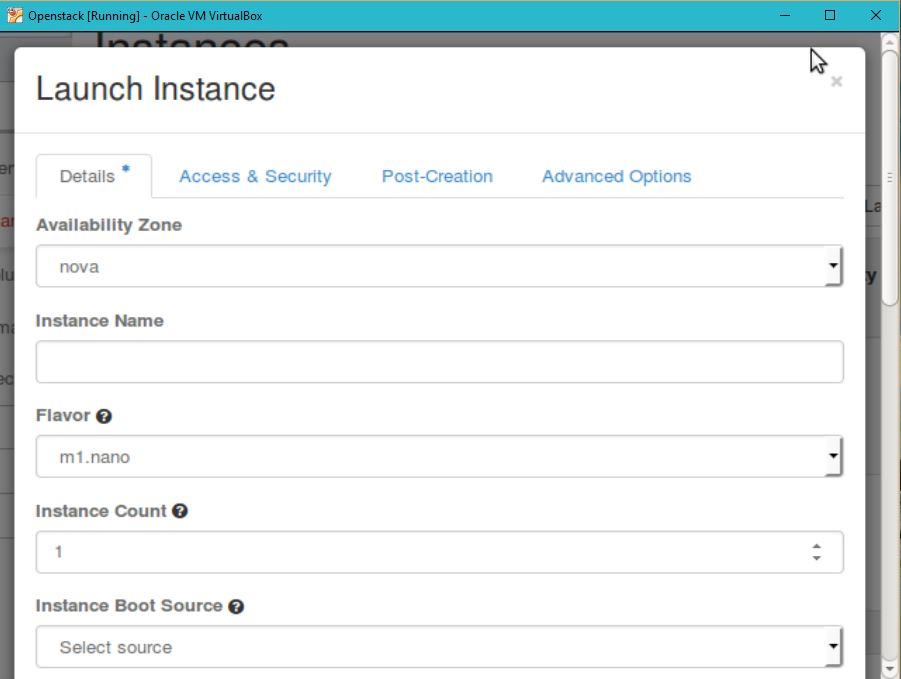 Openstack [Running] - Oracle VM VirtualBox
Instances
Launch Instance
×
Details *
Access & Security
Post-Creation
Advanced Options
Availability Zone
nova
Instance Name
Flavor ?
m1.nano
Instance Count ?
1
Instance Boot Source ?
Select source